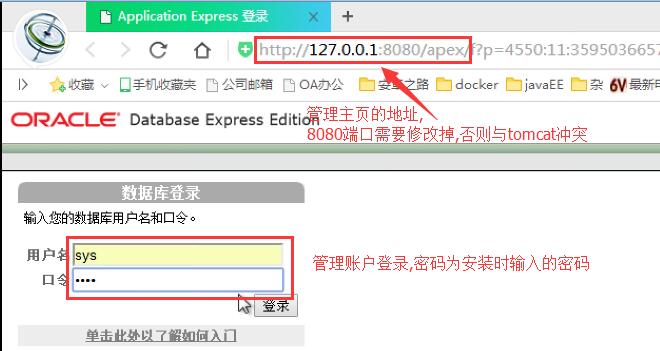 Application Express 登录
http://127.0.0.1:8080/apex/f?p=4550:11:3595036657
收藏 手机收藏夹 公司邮箱 OA办公 安卓之路 docker javaEE 杂 6V 最新
ORACLE Database Express Edition
管理主页的地址,
8080端口需要修改掉,否则与tomcat冲突
数据库登录
输入您的数据库用户名和口令。
用户名 sys
口令 ••••
管理账户登录,密码为安装时输入的密码
登录
单击此处以了解如何入门